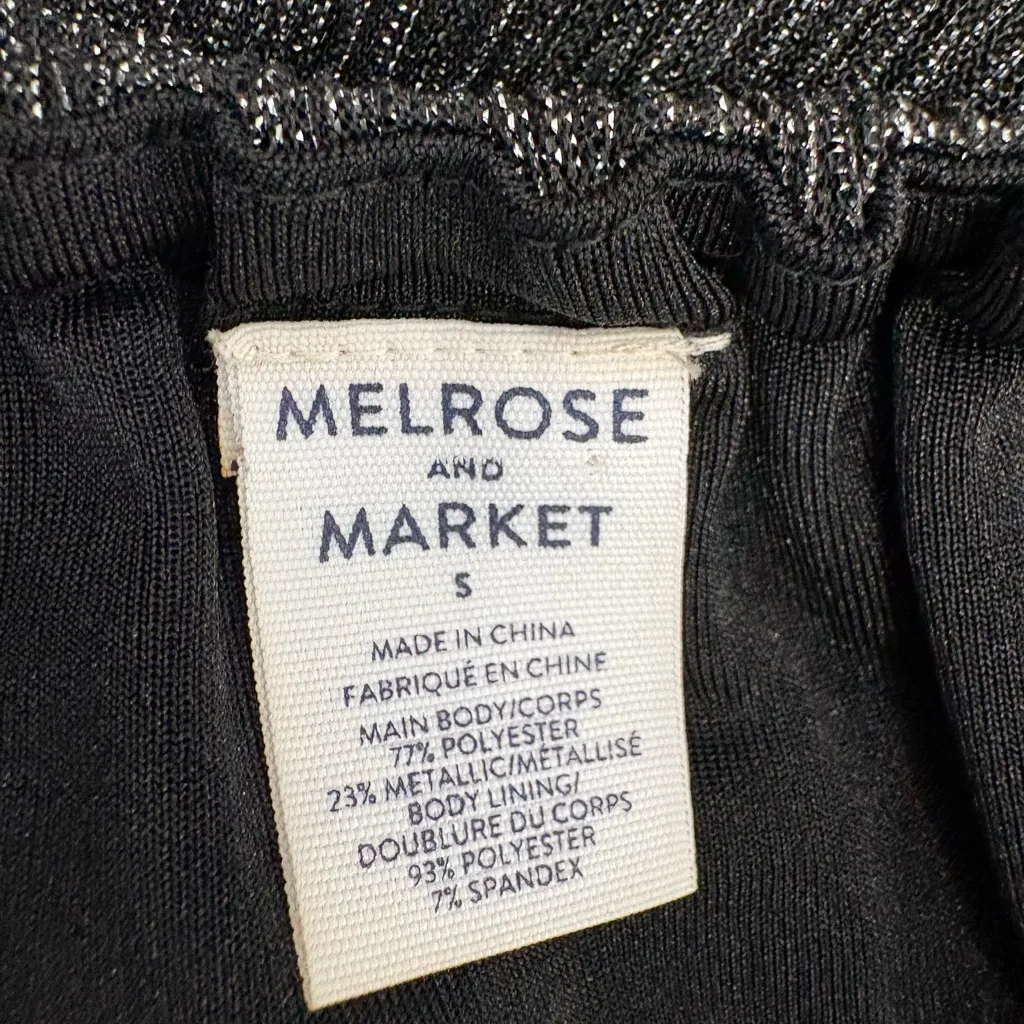 MELROSE
AND
MARKET
S
MADE IN CHINA
FABRIQUÉ EN CHINE
MAIN BODY/CORPS
77% POLYESTER
23% METALLIC/MÉTALLISÉ
BODY LINING/
DOUBLURE DU CORPS
93% POLYESTER
7% SPANDEX